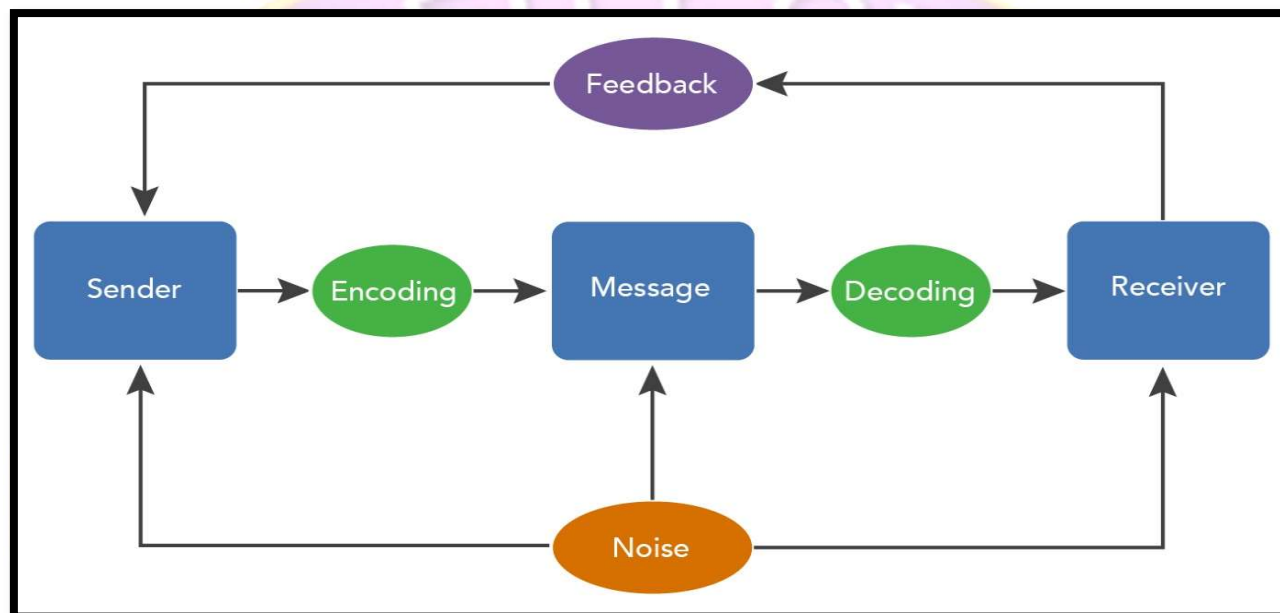 Feedback
Sender
Encoding
Message
Decoding
Receiver
Noise